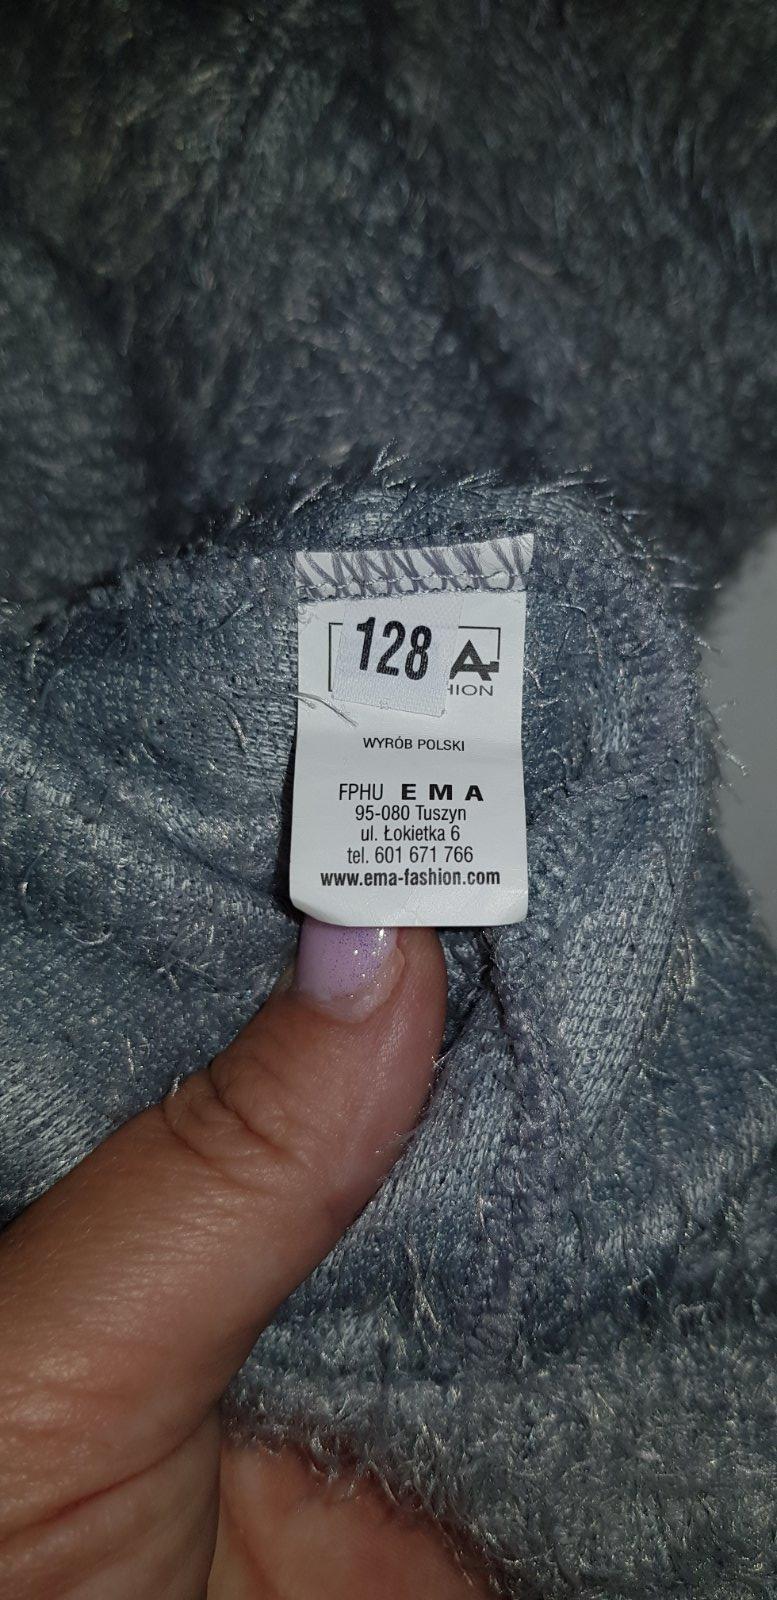 128
A
HION
WYRÓB POLSKI
FPHU E M A
95-080 Tuszyn
ul. Łokietka 6
tel. 601 671 766
www.ema-fashion.com